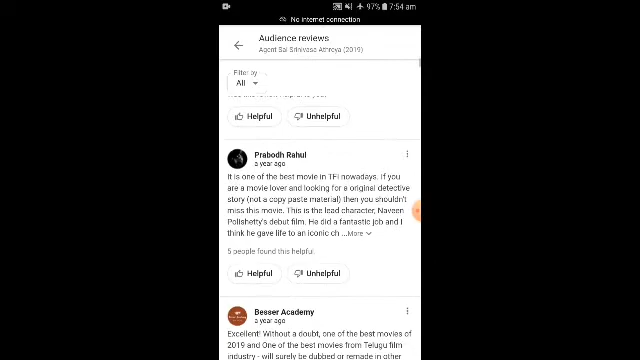 97% 7:54 am
No internet connection
Audience reviews
Agent Sai Srinivasa Athreya (2019)
Filter by
All
Helpful Unhelpful
Prabodh Rahul
a year ago
It is one of the best movie in TFI nowadays. If you
are a movie lover and looking for a original detective
story (not a copy paste material) then you shouldn't
miss this movie. This is the lead character, Naveen
Polishetty's debut film. He did a fantastic job and I
think he gave life to an iconic ch ...More
5 people found this helpful.
Helpful Unhelpful
Besser Academy
a year ago
Excellent! Without a doubt, one of the best movies of
2019 and One of the best movies from Telugu film
industry - will surely be dubbed or remade in other